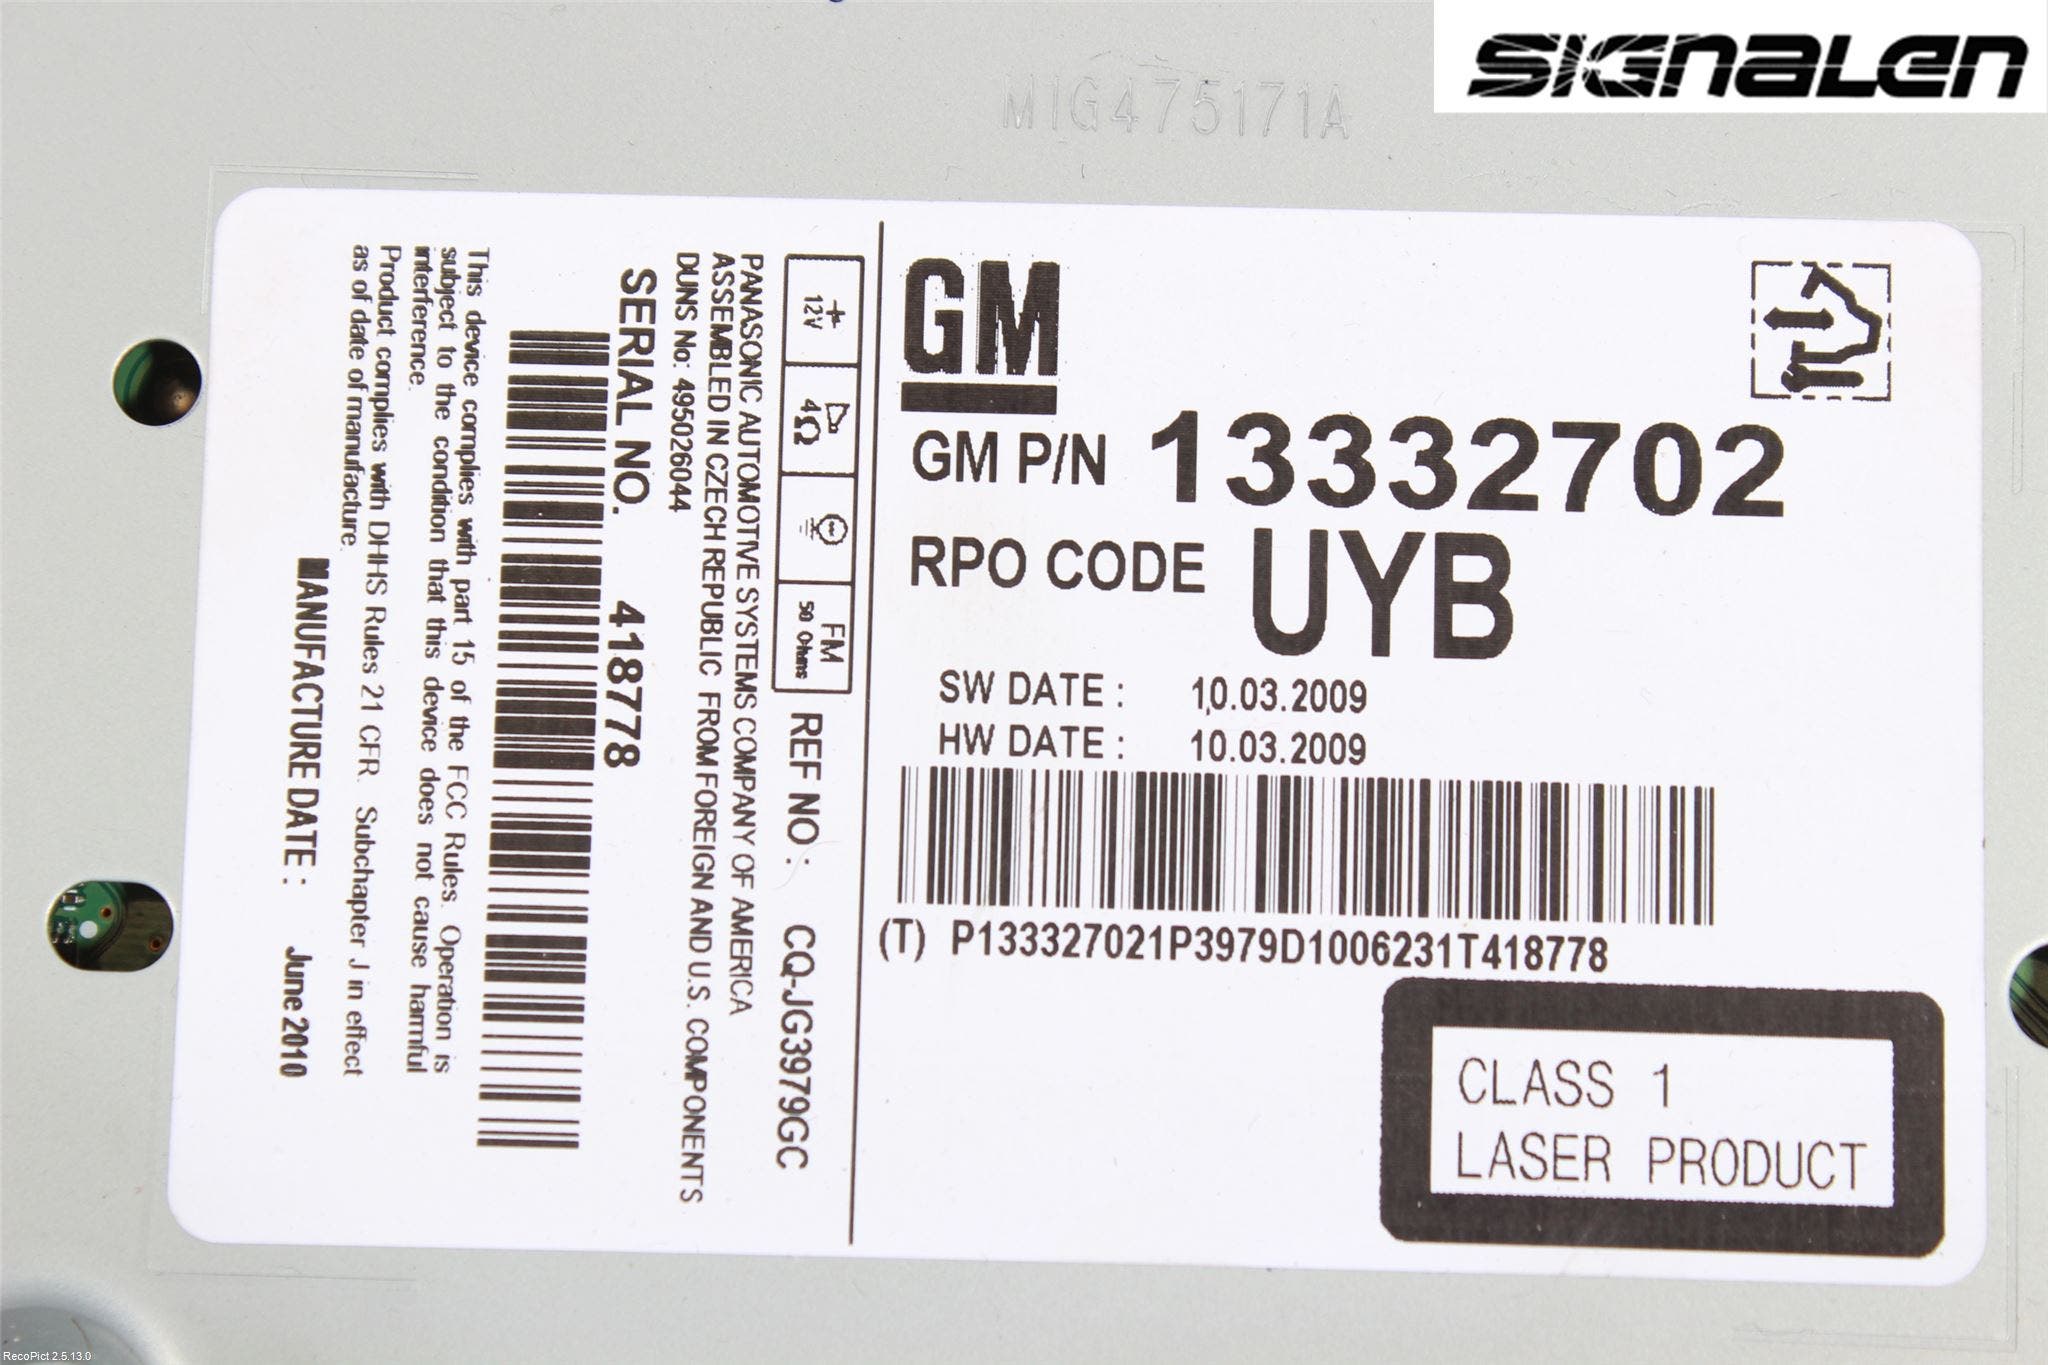 SIGNALEN
MIG475171A
GM
GM P/N 13332702
RPO CODE UYB
SW DATE : 10.03.2009
HW DATE : 10.03.2009
(T) P133327021P3979D1006231T418778
CLASS 1
LASER PRODUCT
+ 12V
4Ω
FM 50 Ohms
REF NO : CQ-JG3979GC
PANASONIC AUTOMOTIVE SYSTEMS COMPANY OF AMERICA
ASSEMBLED IN CZECH REPUBLIC FROM FOREIGN AND U.S. COMPONENTS
DUNS No: 495026044
SERIAL NO. 418778
This device complies with part 15 of the FCC Rules. Operation is
subject to the condition that this device does not cause harmful
interference.
Product complies with DHHS Rules 21 CFR. Subchapter J in effect
as of date of manufacture.
MANUFACTURE DATE : June 2010
RecoPict 2.5.13.0